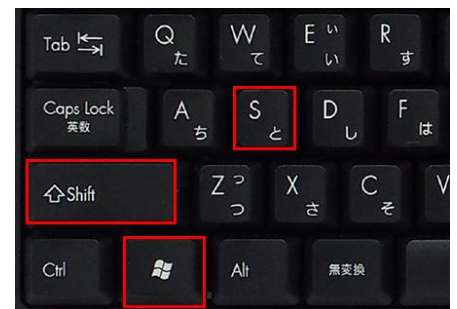 Tab Q た W て E い ぃ R す
Caps Lock 英数 A ち S と D し F は
Shift Z つ っ X さ C そ V
Ctrl Alt 無変換